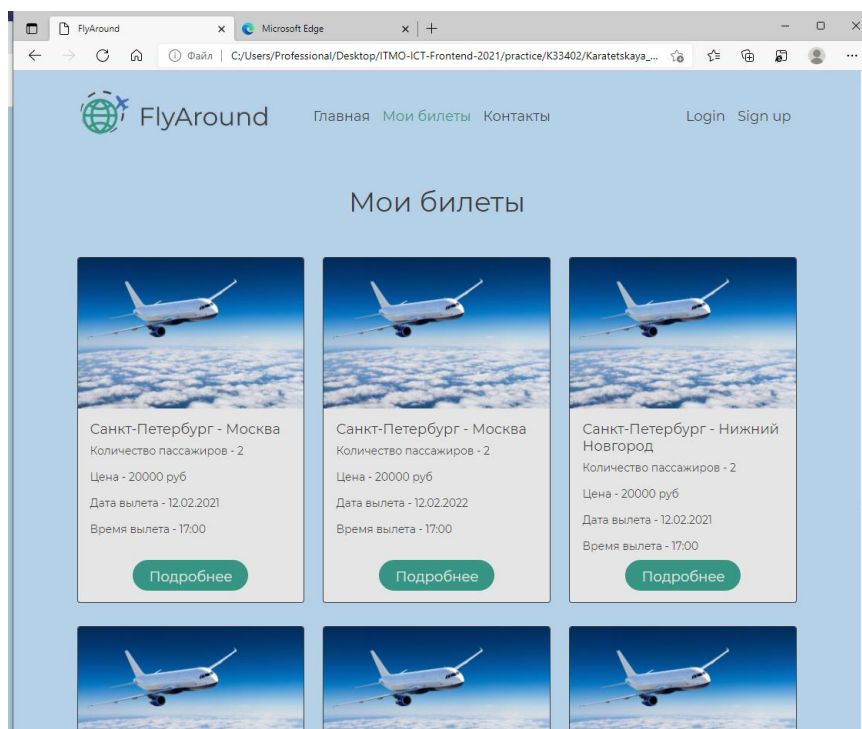 FlyAround
Microsoft Edge
Файл
C:/Users/Professional/Desktop/ITMO-ICT-Frontend-2021/practice/K33402/Karatetskaya_...
FlyAround
Главная Мои билеты Контакты
Login Sign up
Мои билеты
Санкт-Петербург - Москва
Количество пассажиров - 2
Цена - 20000 руб
Дата вылета - 12.02.2021
Время вылета - 17:00
Подробнее
Санкт-Петербург - Москва
Количество пассажиров - 2
Цена - 20000 руб
Дата вылета - 12.02.2022
Время вылета - 17:00
Подробнее
Санкт-Петербург - Нижний
Новгород
Количество пассажиров - 2
Цена - 20000 руб
Дата вылета - 12.02.2021
Время вылета - 17:00
Подробнее